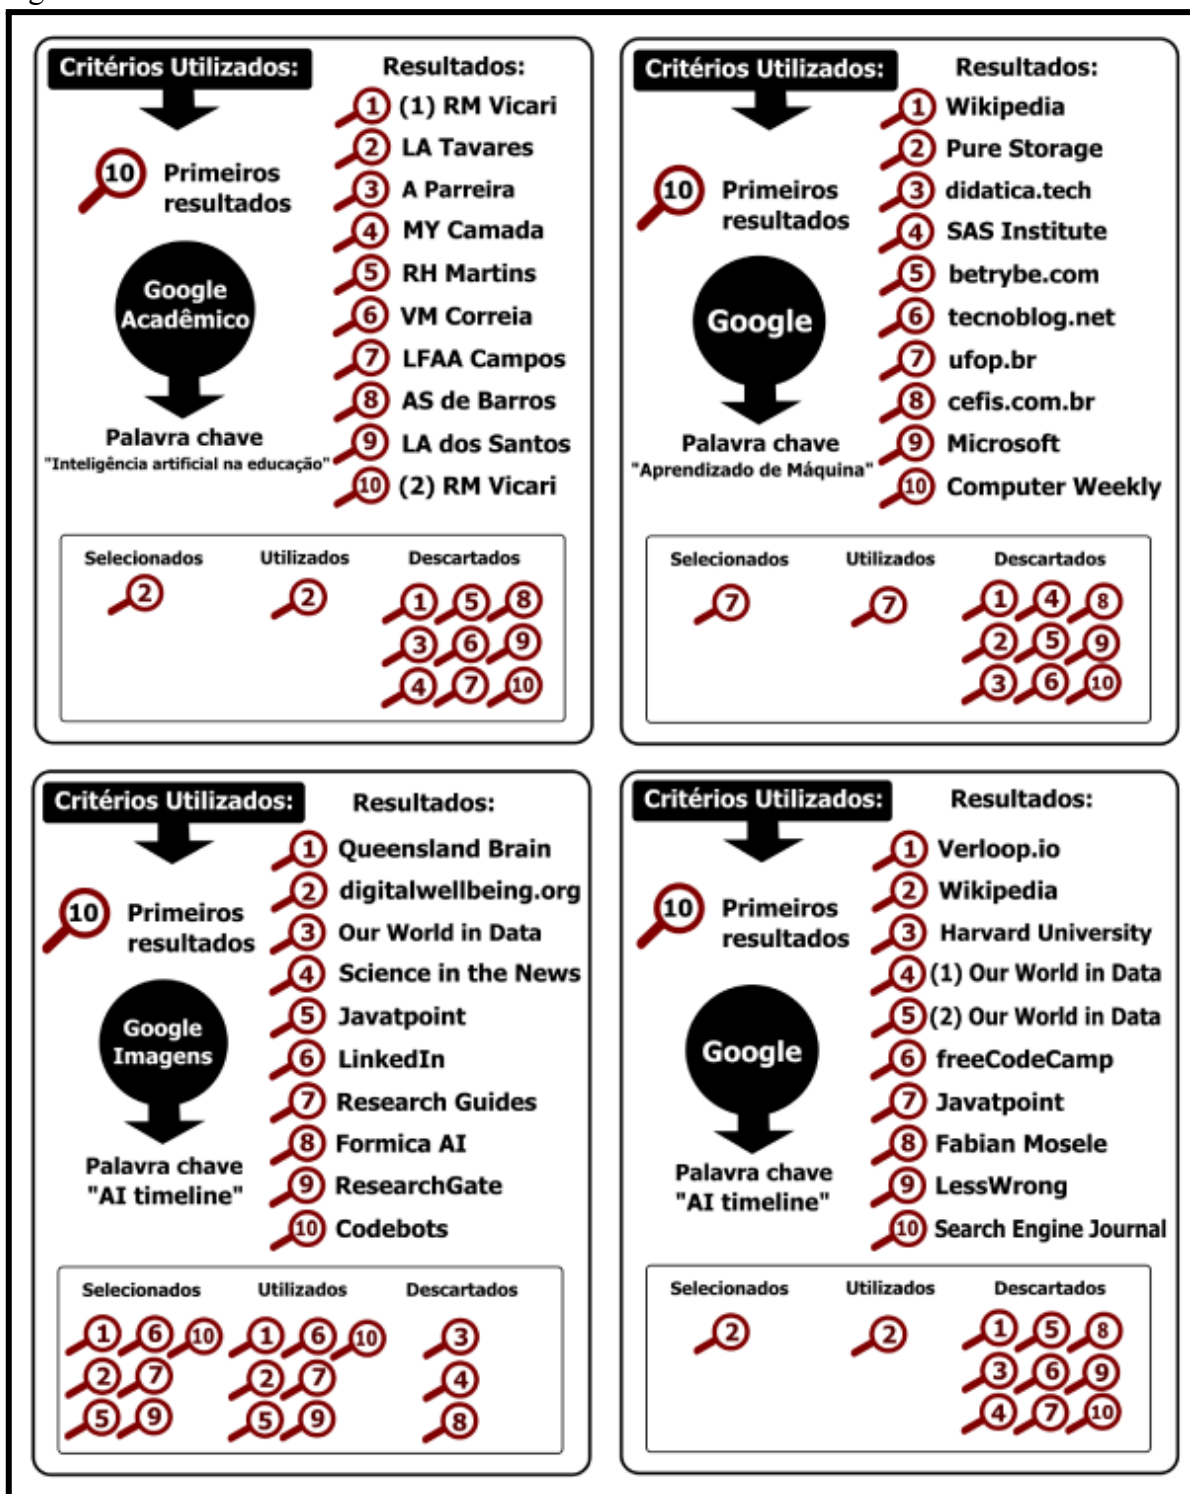 Critérios Utilizados:
Resultados:
10
Primeiros
resultados
Google
Acadêmico
Palavra chave
"Inteligência artificial na educação"
1 (1) RM Vicari
2 LA Tavares
3 A Parreira
4 MY Camada
5 RH Martins
6 VM Correia
7 LFAA Campos
8 AS de Barros
9 LA dos Santos
10 (2) RM Vicari
Selecionados Utilizados Descartados
2 2 1 5 8
3 6 9
4 7 10
Critérios Utilizados:
Resultados:
10
Primeiros
resultados
Google
Palavra chave
"Aprendizado de Máquina"
1 Wikipedia
2 Pure Storage
3 didatica.tech
4 SAS Institute
5 betrybe.com
6 tecnoblog.net
7 ufop.br
8 cefis.com.br
9 Microsoft
10 Computer Weekly
Selecionados Utilizados Descartados
7 7 1 4 8
2 5 9
3 6 10
Critérios Utilizados:
Resultados:
10
Primeiros
resultados
Google
Imagens
Palavra chave
"AI timeline"
1 Queensland Brain
2 digitalwellbeing.org
3 Our World in Data
4 Science in the News
5 Javatpoint
6 LinkedIn
7 Research Guides
8 Formica AI
9 ResearchGate
10 Codebots
Selecionados Utilizados Descartados
1 6 10 1 6 10 3
2 7 2 7 4
5 9 5 9 8
Critérios Utilizados:
Resultados:
10
Primeiros
resultados
Google
Palavra chave
"AI timeline"
1 Verloop.io
2 Wikipedia
3 Harvard University
4 (1) Our World in Data
5 (2) Our World in Data
6 freeCodeCamp
7 Javatpoint
8 Fabian Mosele
9 LessWrong
10 Search Engine Journal
Selecionados Utilizados Descartados
2 2 1 5 8
3 6 9
4 7 10